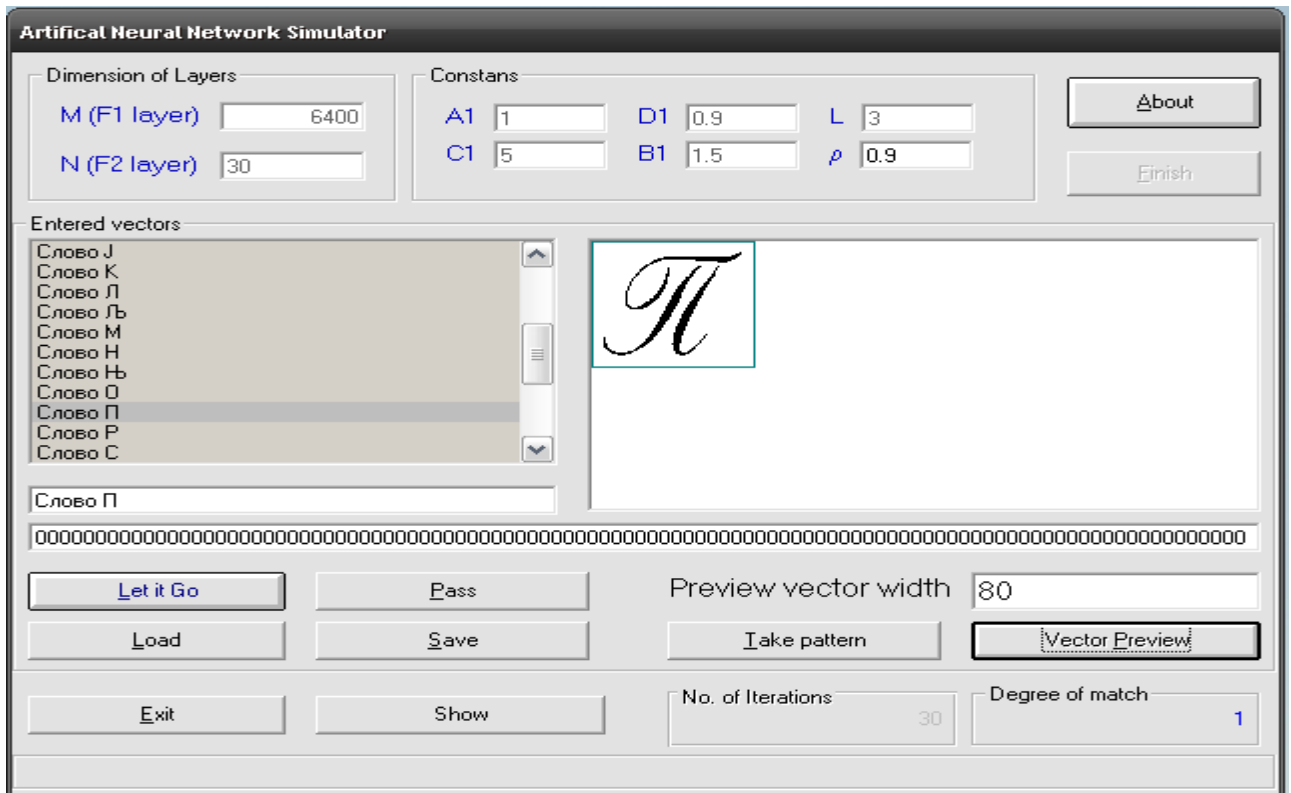 Artifical Neural Network Simulator
Dimension of Layers
M (F1 layer) 6400
N (F2 layer) 30
Constans
A1 1 D1 0.9 L 3
C1 5 B1 1.5 ρ 0.9
About
Finish
Entered vectors
Слово Ј
Слово К
Слово Л
Слово Љ
Слово М
Слово Н
Слово Њ
Слово О
Слово П
Слово Р
Слово С
П
Слово П
000000000000000000000000000000000000000000000000000000000000000000000000000000000000000000000000000
Let it Go Pass Preview vector width 80
Load Save Take pattern Vector Preview
Exit Show
No. of Iterations
30
Degree of match
1